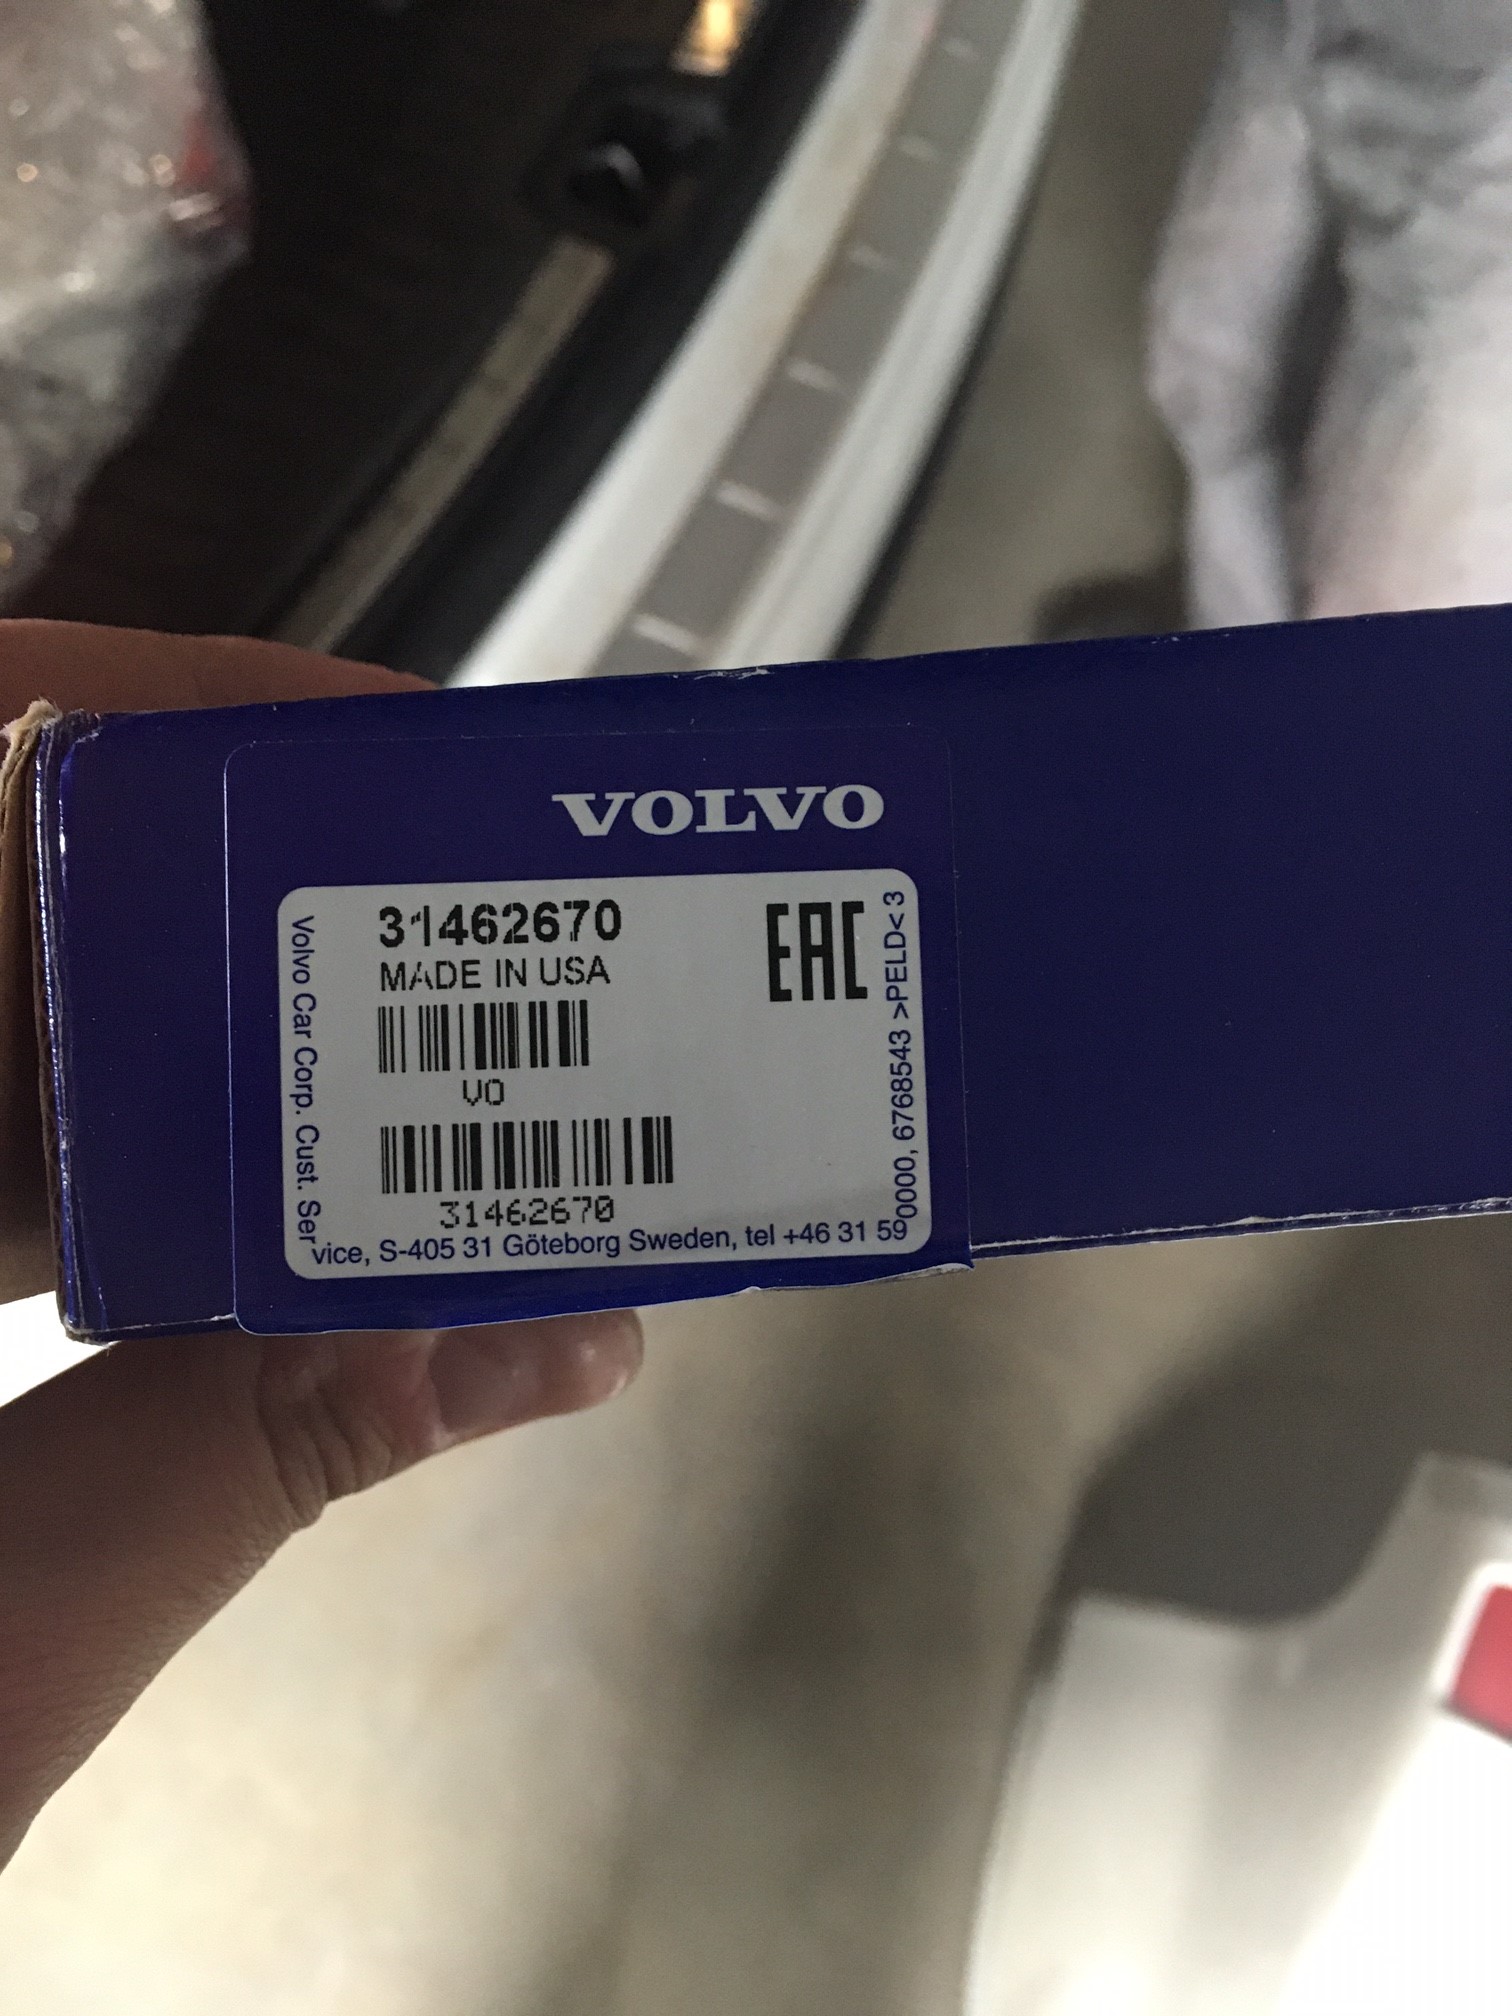 VOLVO
31462670
MADE IN USA
EAC
VO
31462670
Volvo Car Corp. Cust. Service, S-405 31 Göteborg Sweden, tel +46 31 590000, 6768543 >PELD< 3